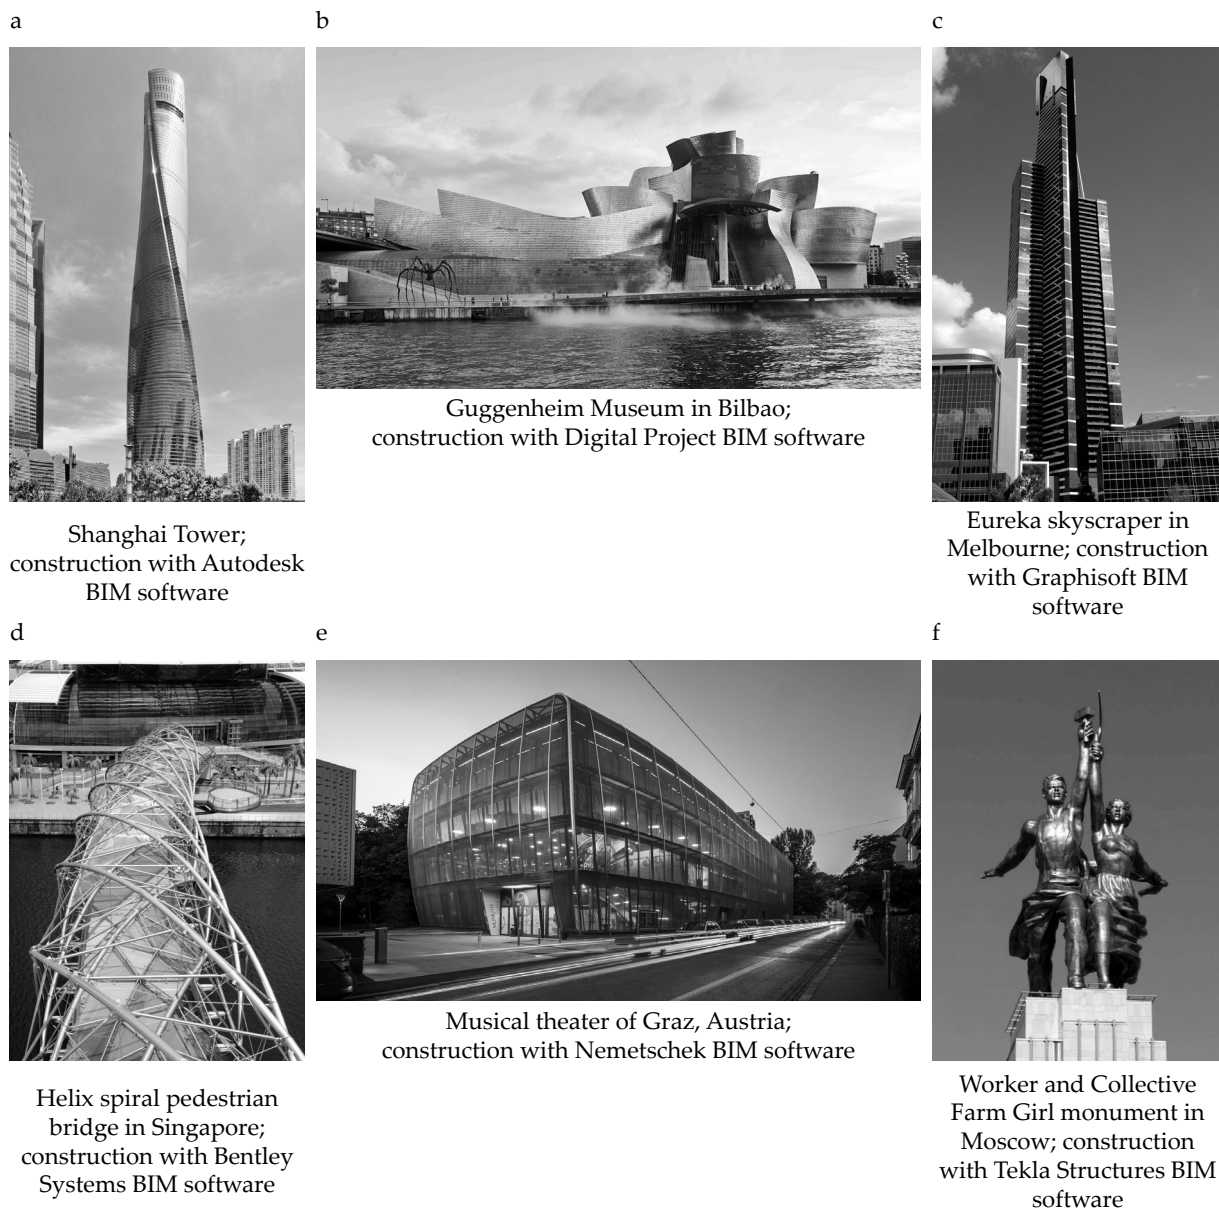 a
b
c
Shanghai Tower;
construction with Autodesk
BIM software
Guggenheim Museum in Bilbao;
construction with Digital Project BIM software
Eureka skyscraper in
Melbourne; construction
with Graphisoft BIM
software
d
e
f
Helix spiral pedestrian
bridge in Singapore;
construction with Bentley
Systems BIM software
Musical theater of Graz, Austria;
construction with Nemetschek BIM software
Worker and Collective
Farm Girl monument in
Moscow; construction
with Tekla Structures BIM
software